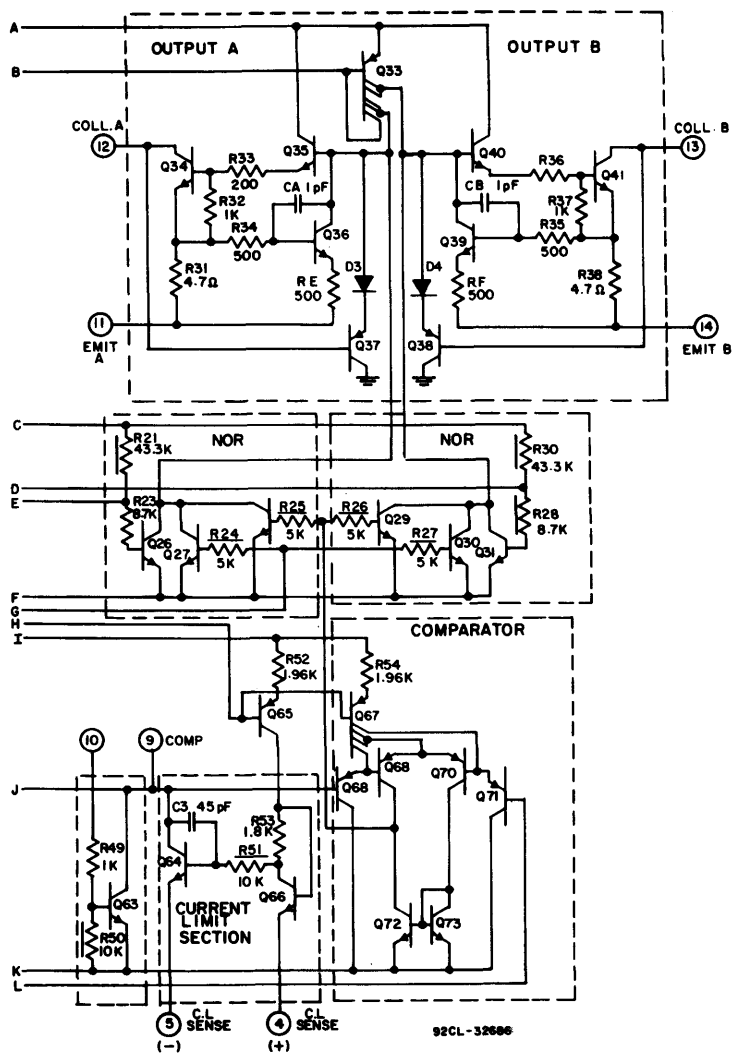 A
OUTPUT A
OUTPUT B
B
Q33
COLL. A
12
COLL. B
13
Q34
R33
200
Q35
Q40
R36
Q41
R32
1K
CA 1pF
CB 1pF
R37
1K
R34
500
Q36
Q39
R35
500
R31
4.7Ω
RE
500
D3
D4
RF
500
R38
4.7Ω
11
EMIT
A
Q37
Q38
14
EMIT B
C
R21
43.3K
NOR
NOR
R30
43.3K
D
E
R23
8.7K
R25
5K
R26
5K
Q29
R28
8.7K
Q26
Q27
R24
5K
R27
5K
Q30
Q31
F
G
H
I
COMPARATOR
R52
1.96K
R54
1.96K
Q65
Q67
10
9
COMP
Q68
Q68
Q70
Q71
J
C3 45pF
R53
1.8K
R49
1K
Q64
R51
10K
Q66
Q63
CURRENT
LIMIT
SECTION
Q72
Q73
R50
10K
K
L
5
C.L
SENSE
(−)
4
C.L
SENSE
(+)
92CL-32686